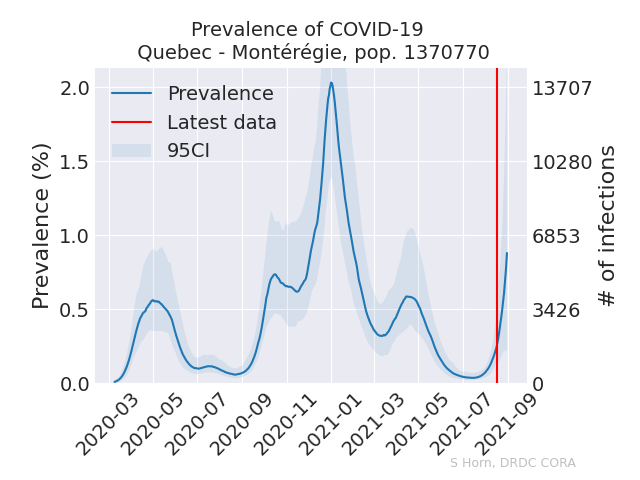 Prevalence of COVID-19
Quebec - Montérégie, pop. 1370770
Prevalence (%)
2.0
1.5
1.0
0.5
0.0
Prevalence
Latest data
95CI
13707
10280
6853
3426
0
# of infections
2020-03
2020-05
2020-07
2020-09
2020-11
2021-01
2021-03
2021-05
2021-07
2021-09
S Horn, DRDC CORA